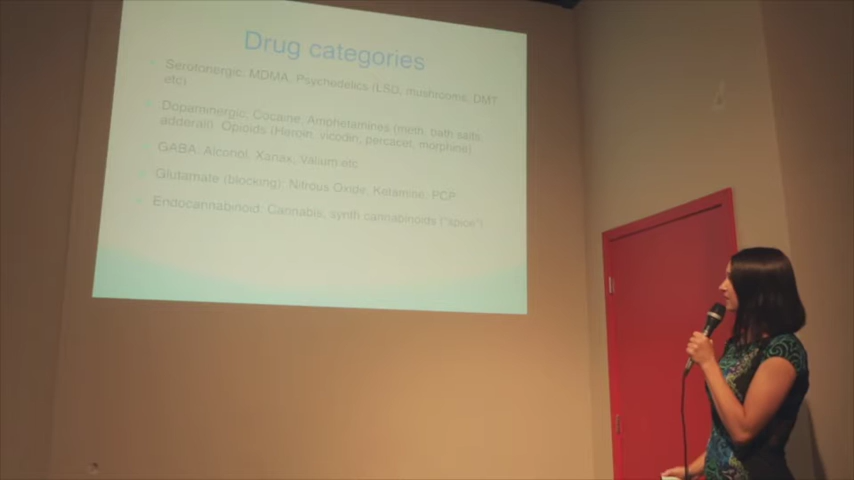 Drug categories
Serotonergic: MDMA, Psychedelics (LSD, mushrooms, DMT
etc)
Dopaminergic: Cocaine, Amphetamines (meth, bath salts,
adderall). Opioids (Heroin, vicodin, percacet, morphine)
GABA: Alcohol, Xanax, Valium etc
Glutamate (blocking): Nitrous Oxide, Ketamine, PCP
Endocannabinoid: Cannabis, synth cannabinoids ("spice")